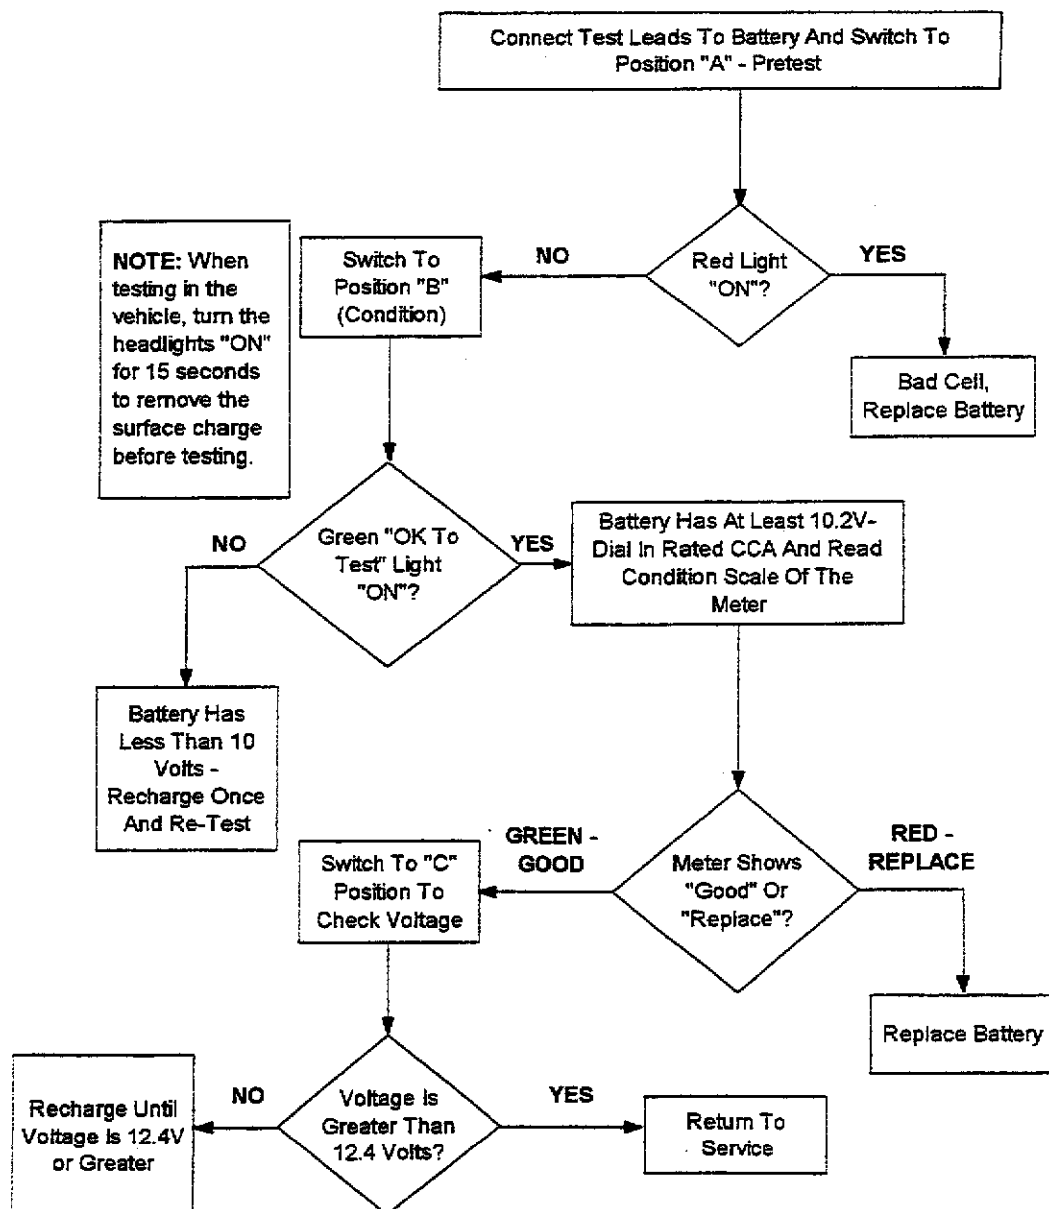 Connect Test Leads To Battery And Switch To
Position "A" - Pretest
NOTE: When
testing in the
vehicle, turn the
headlights "ON"
for 15 seconds
to remove the
surface charge
before testing.
Switch To
Position "B"
(Condition)
NO
Red Light
"ON"?
YES
Bad Cell,
Replace Battery
NO
Green "OK To
Test" Light
"ON"?
YES
Battery Has At Least 10.2V-
Dial In Rated CCA And Read
Condition Scale Of The
Meter
Battery Has
Less Than 10
Volts -
Recharge Once
And Re-Test
Switch To "C"
Position To
Check Voltage
GREEN -
GOOD
Meter Shows
"Good" Or
"Replace"?
RED -
REPLACE
Replace Battery
Recharge Until
Voltage Is 12.4V
or Greater
NO
Voltage Is
Greater Than
12.4 Volts?
YES
Return To
Service